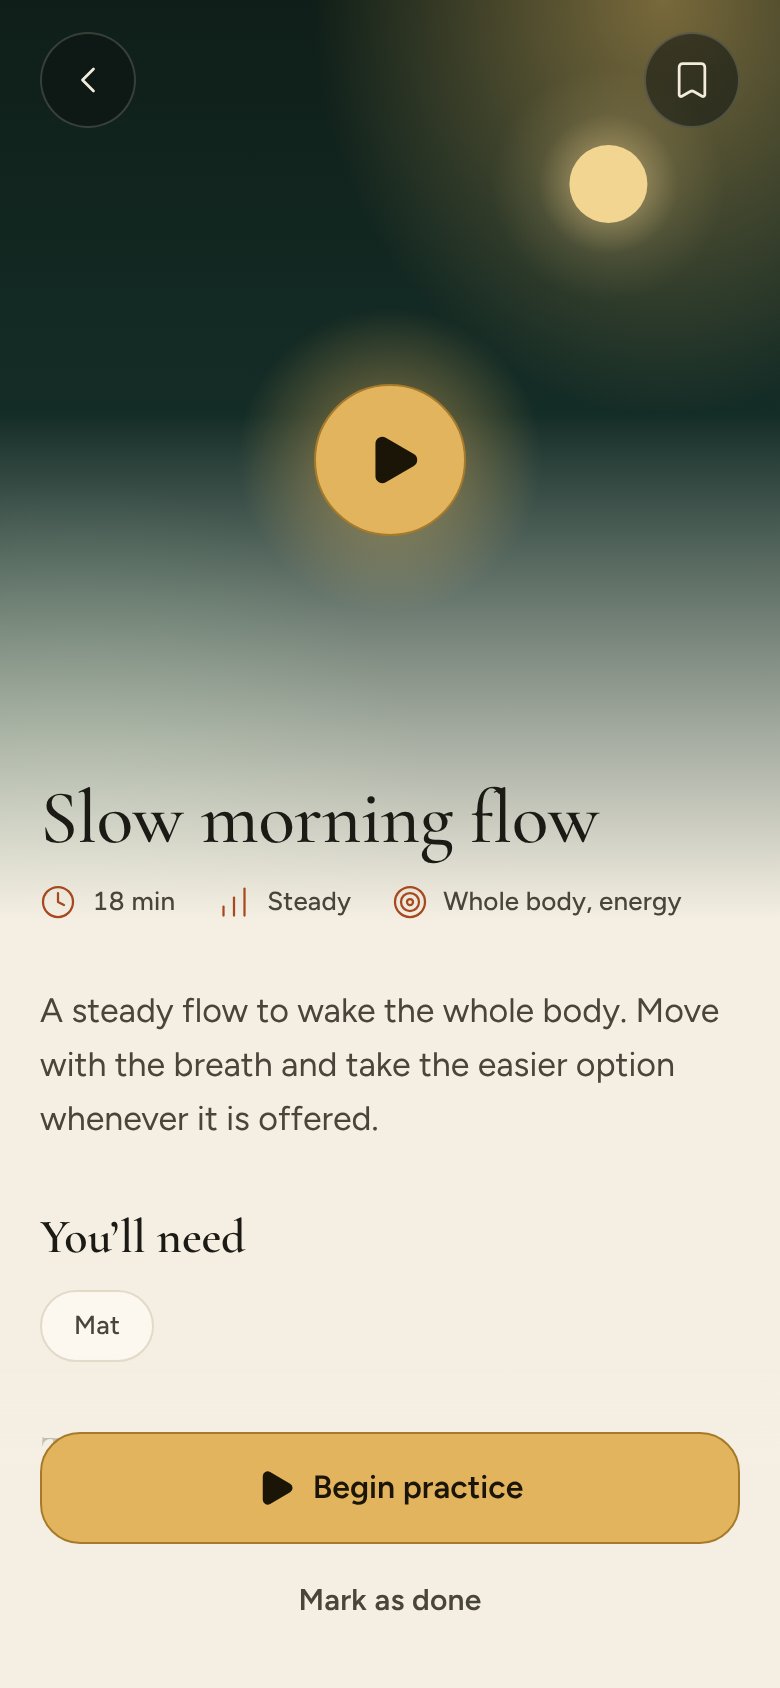 Slow morning flow
18 min Steady Whole body, energy
A steady flow to wake the whole body. Move
with the breath and take the easier option
whenever it is offered.
You’ll need
Mat
Begin practice
Mark as done